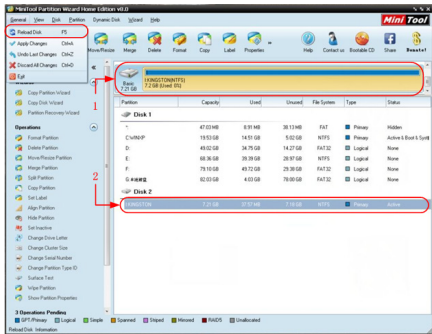 MiniTool Partition Wizard Home Edition v8.0
General View Disk Partition Dynamic Disk Wizard Help
Mini Tool
Reload Disk F5
Apply Changes Ctrl+A
Undo Last Changes Ctrl+Z
Discard All Changes Ctrl+D
Exit
Move/Resize Merge Delete Format Copy Label Properties Help Contact us Bootable CD Share Donate!
Basic
7.21 GB
I:KINGSTON(NTFS)
7.2 GB (Used: 0%)
1
Copy Partition Wizard
Copy Disk Wizard
Partition Recovery Wizard
Operations
Format Partition
Delete Partition
Move/Resize Partition
Merge Partition
Split Partition
Copy Partition
Set Label
Align Partition
Hide Partition
Set Inactive
Change Drive Letter
Change Cluster Size
Change Serial Number
Change Partition Type ID
Surface Test
Wipe Partition
Show Partition Properties
3 Operations Pending
2
Partition Capacity Used Unused File System Type Status
Disk 1
*: 47.03 MB 8.91 MB 38.13 MB FAT Primary Hidden
C:WINXP 19.53 GB 14.51 GB 5.02 GB NTFS Primary Active & Boot & Syst
D: 49.02 GB 34.75 GB 14.27 GB FAT32 Logical None
E: 68.36 GB 39.39 GB 28.97 GB NTFS Logical None
F: 79.10 GB 49.72 GB 29.38 GB FAT32 Logical None
82.03 GB 4.03 GB 78.00 GB FAT32 Logical None
Disk 2
I:KINGSTON 7.21 GB 37.57 MB 7.18 GB NTFS Primary Active
GPT/Primary Logical Simple Spanned Striped Mirrored RAID5 Unallocated
Reload Disk Information